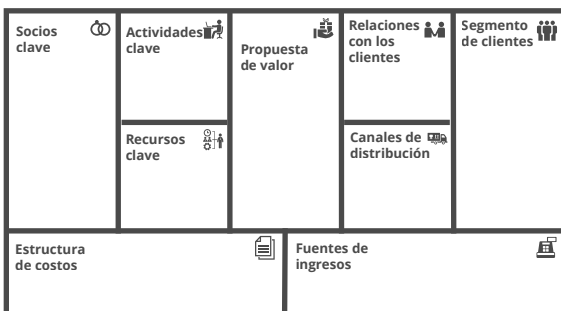 Socios
clave
Actividades
clave
Propuesta
de valor
Relaciones
con los
clientes
Segmento
de clientes
Recursos
clave
Canales de
distribución
Estructura
de costos
Fuentes de
ingresos